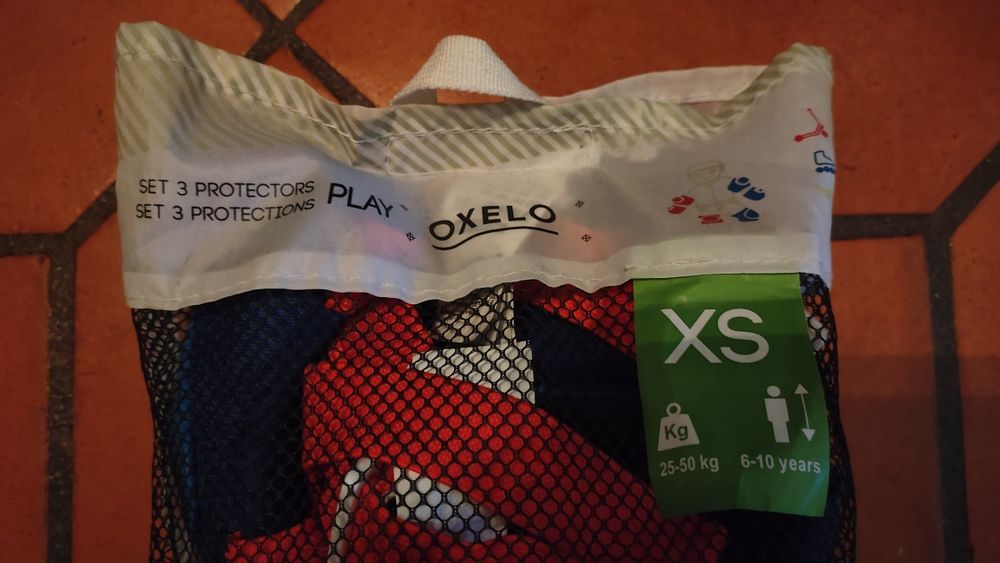 SET 3 PROTECTORS
SET 3 PROTECTIONS
PLAY
OXELO
XS
Kg
25-50 kg
6-10 years